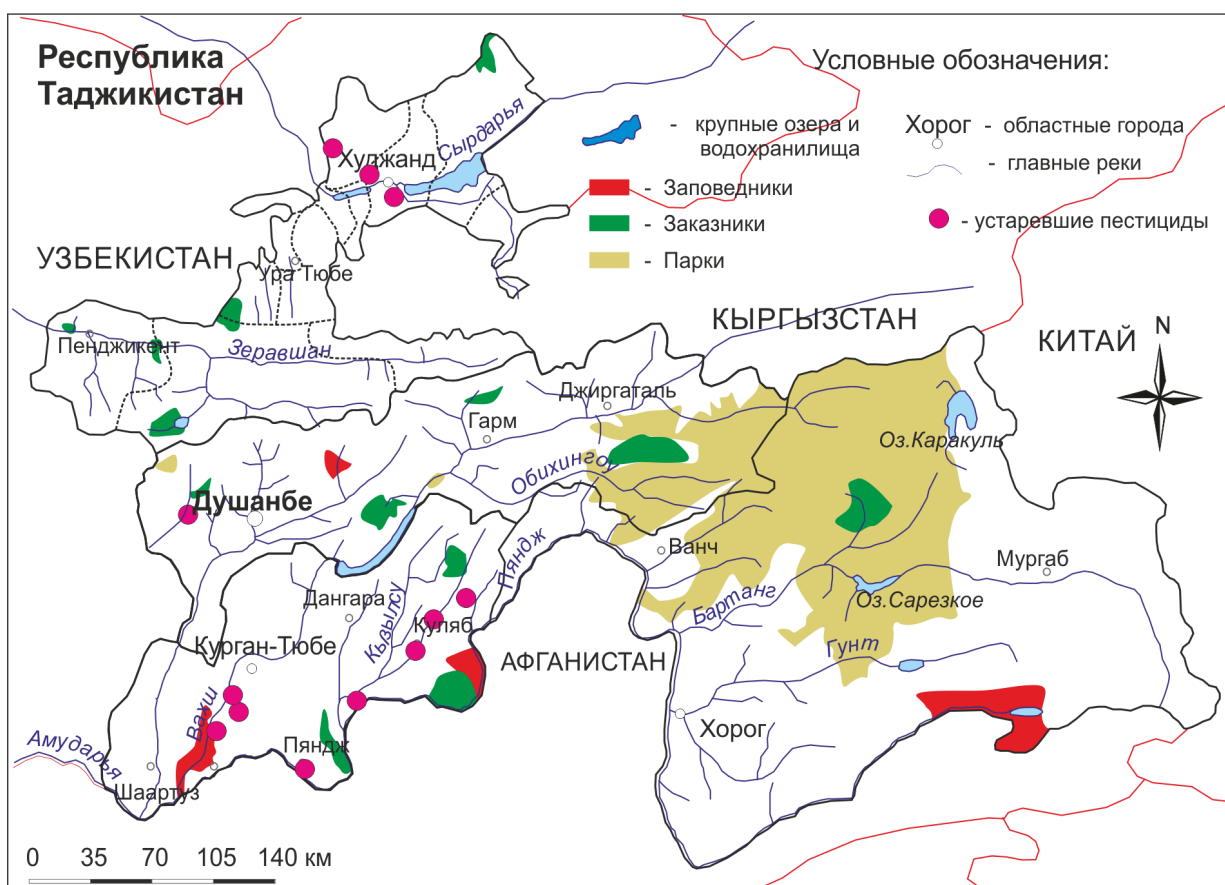 Республика
Таджикистан
Условные обозначения:
- крупные озера и
водохранилища
Хорог - областные города
- главные реки
- Заповедники
- Заказники
- устаревшие пестициды
- Парки
Сырдарья
Худжанд
УЗБЕКИСТАН
Ура Тюбе
КЫРГЫЗСТАН
КИТАЙ
N
Пенджикент
Зеравшан
Джиргаталь
Гарм
Оз.Каракуль
Обихингоу
Душанбе
Ванч
Пяндж
Мургаб
Дангара
Бартанг
Оз.Сарезкое
Кызылсу
Куляб
Курган-Тюбе
АФГАНИСТАН
Гунт
Вахш
Хорог
Амударья
Пяндж
Шаартуз
0 35 70 105 140 км